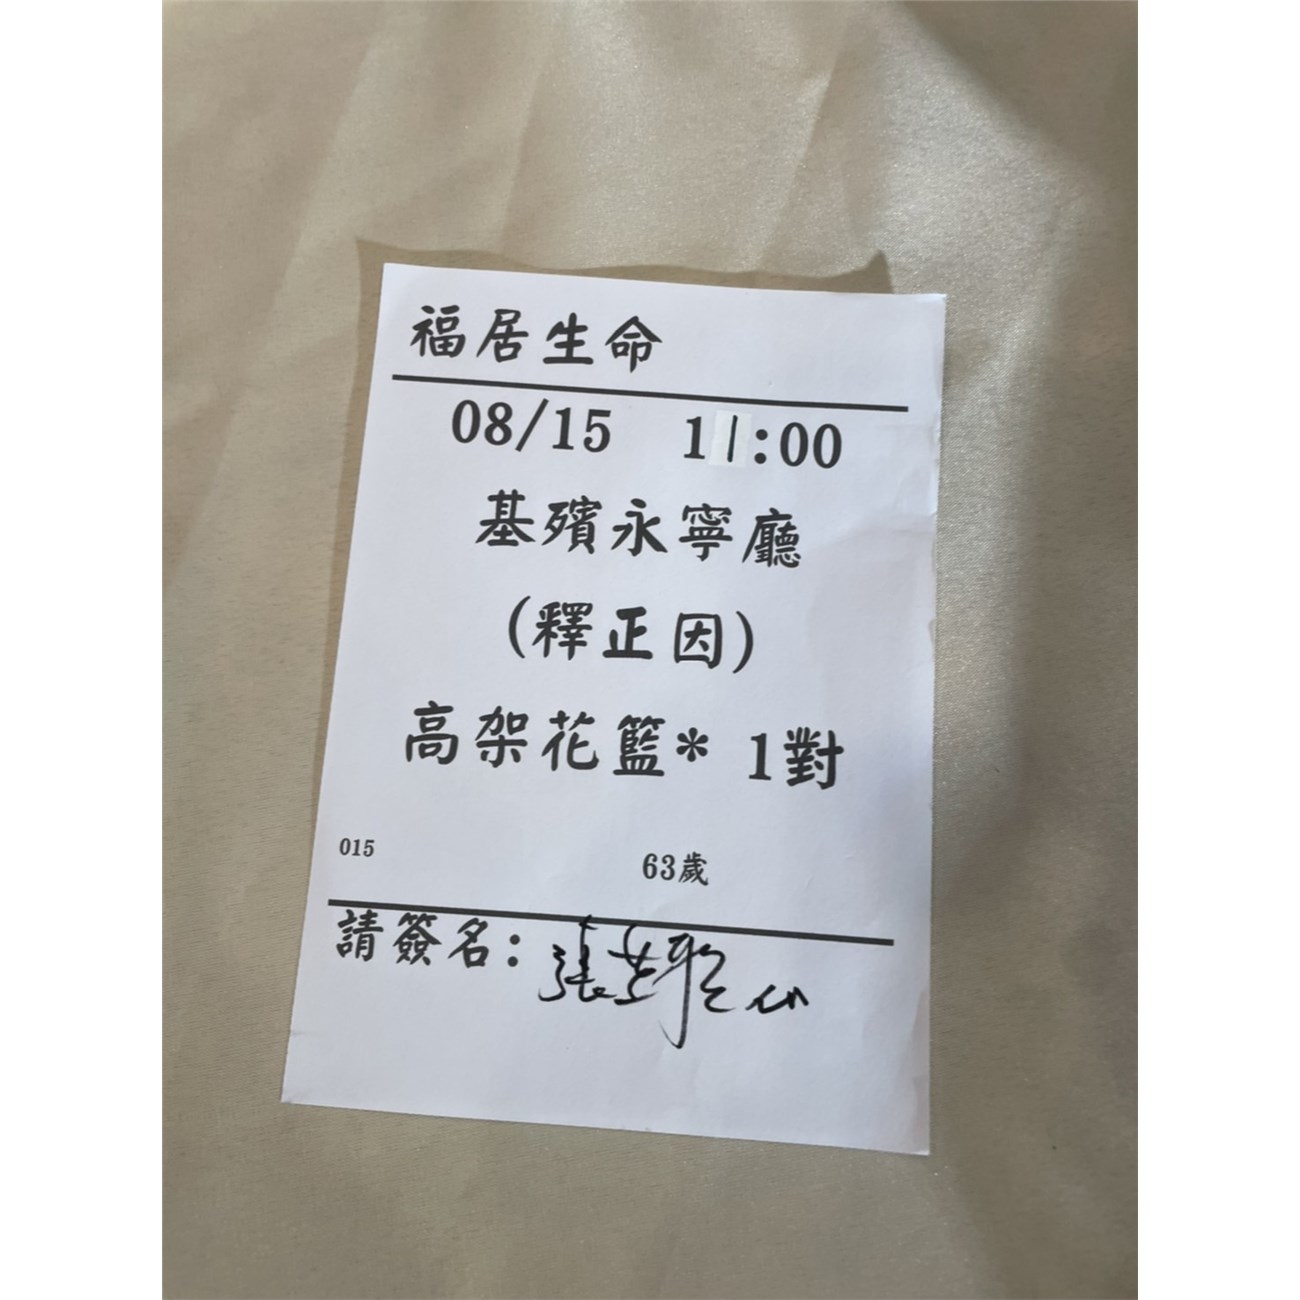 福居生命
08/15 11:00
基殯永寧廳
(釋正因)
高架花籃* 1對
015 63歲
請簽名: 張